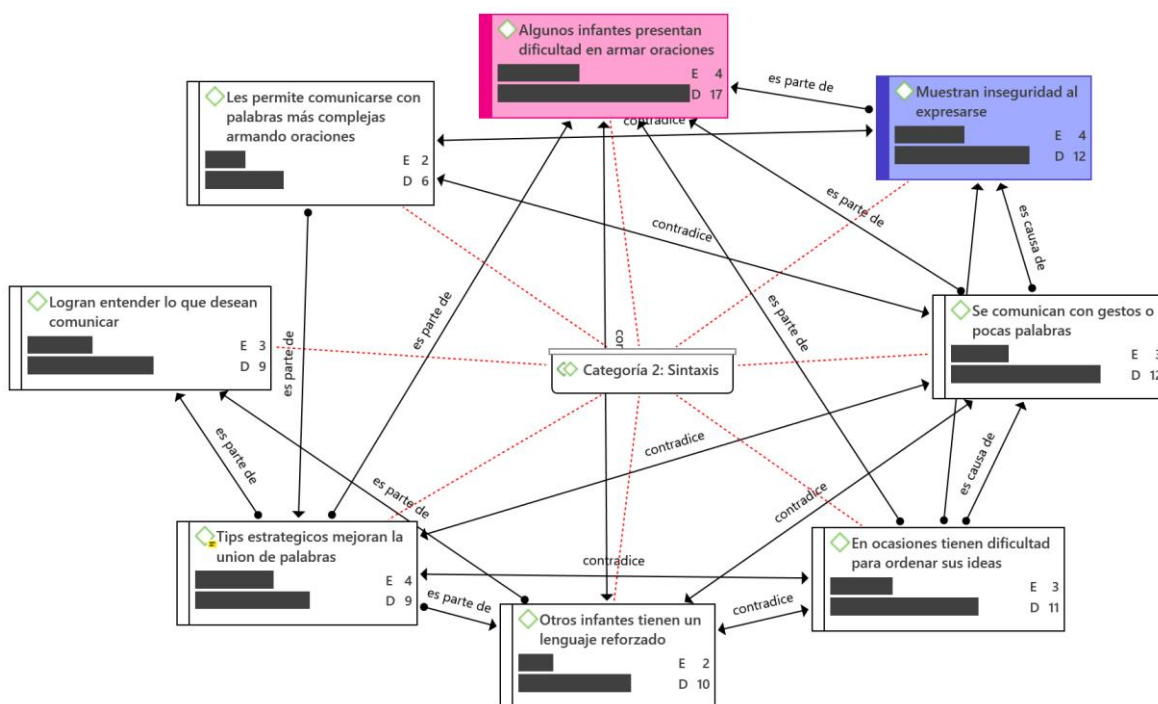 Algunos infantes presentan
dificultad en armar oraciones
E 4
D 17
es parte de
Muestran inseguridad al
expresarse
E 4
D 12
Les permite comunicarse con
palabras más complejas
armando oraciones
E 2
D 6
contradice
es parte de
contradice
es causa de
Logran entender lo que desean
comunicar
E 3
D 9
es parte de
es parte de
es parte de
Se comunican con gestos o
pocas palabras
E 3
D 12
Categoría 2: Sintaxis
es parte de
contradice
es parte de
contradice
es causa de
Tips estrategicos mejoran la
union de palabras
E 4
D 9
contradice
En ocasiones tienen dificultad
para ordenar sus ideas
E 3
D 11
es parte de
contradice
Otros infantes tienen un
lenguaje reforzado
E 2
D 10